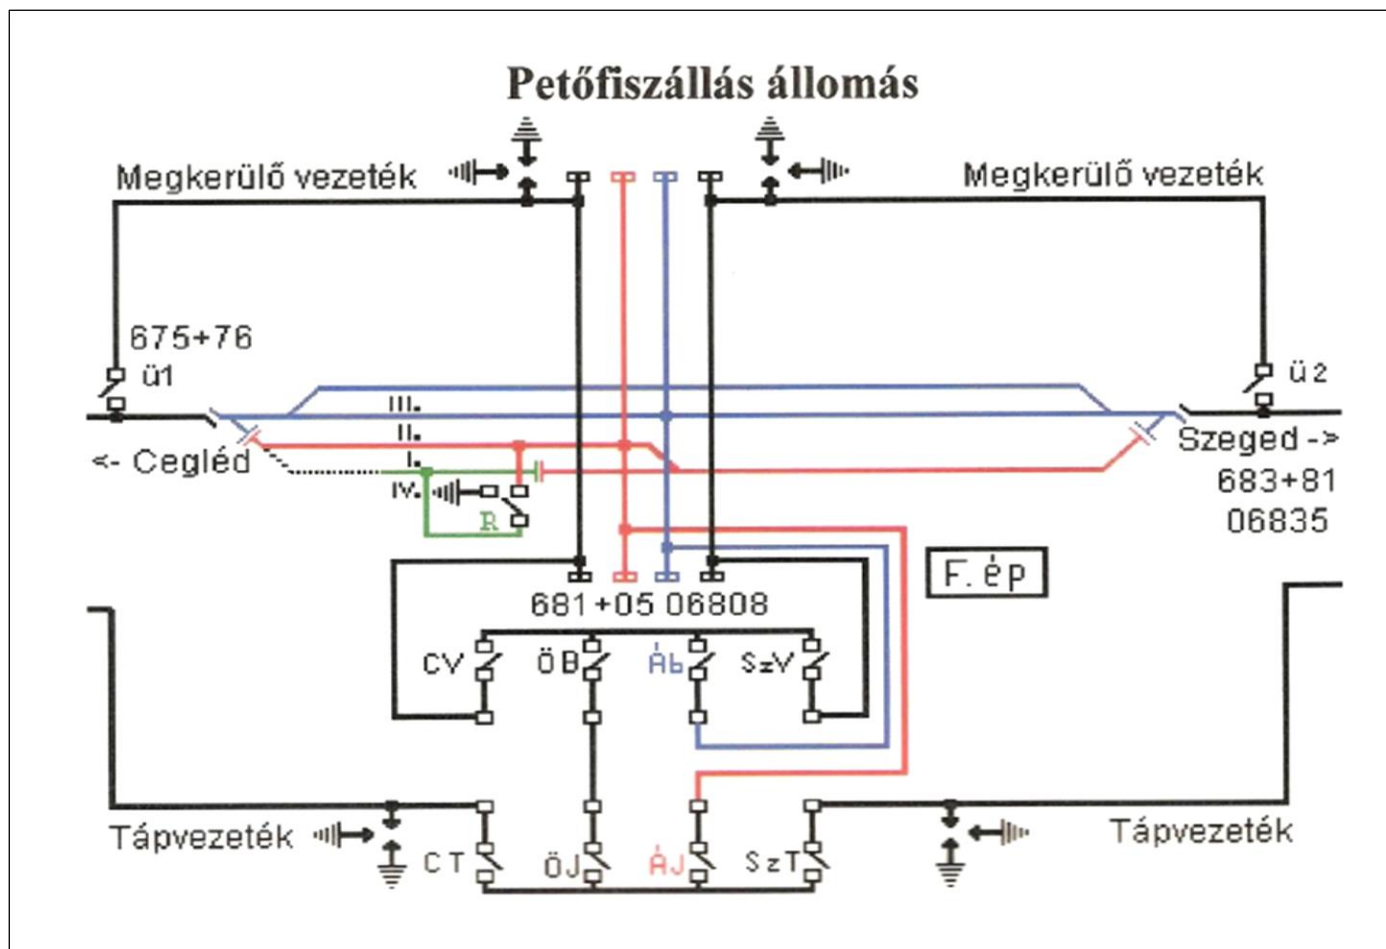 Petőfiszállás állomás
Megkerülő vezeték
Megkerülő vezeték
675+76
ü1
ü2
III.
II.
I.
IV.
<- Cegléd
Szeged ->
683+81
06835
R
F. ép
681+05 06808
CV
ÖB
Áb
SzV
Tápvezeték
Tápvezeték
CT
ÖJ
ÁJ
SzT